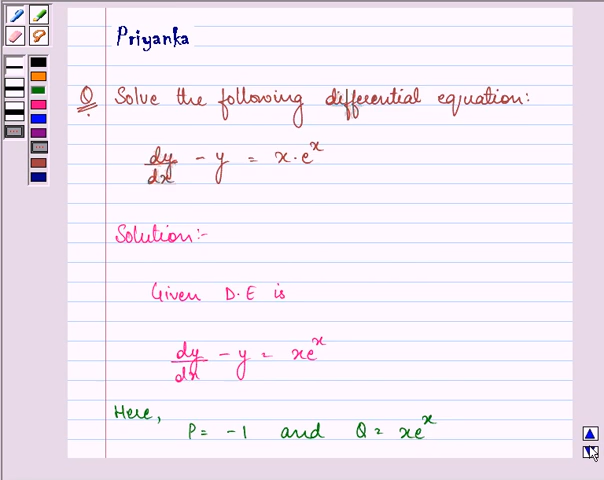 Priyanka
Q Solve the following differential equation:
dy/dx - y = x · e^x
Solution:-
Given D.E is
dy/dx - y = xe^x
Here,
P = -1 and Q = xe^x